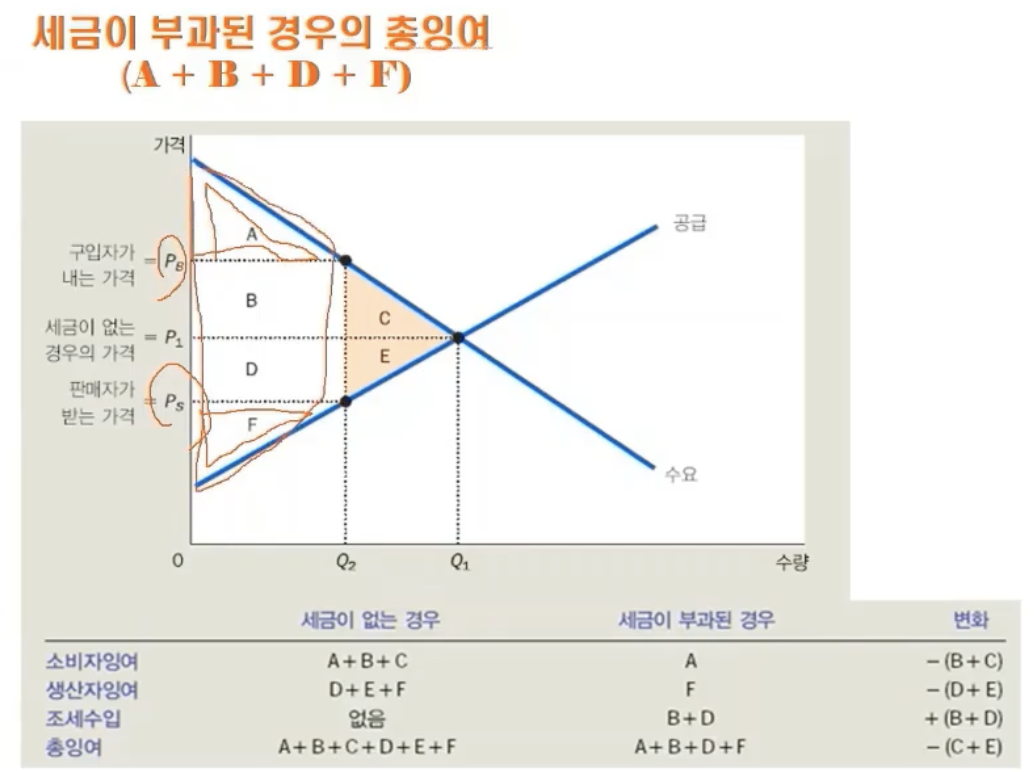 세금이 부과된 경우의 총잉여
(A + B + D + F)
가격
공급
A
구입자가
내는 가격
= P_B
B
C
세금이 없는
경우의 가격
= P₁
E
D
판매자가
받는 가격
= P_S
F
수요
0
Q₂
Q₁
수량
세금이 없는 경우 세금이 부과된 경우 변화
소비자잉여 A+B+C A −(B+C)
생산자잉여 D+E+F F −(D+E)
조세수입 없음 B+D +(B+D)
총잉여 A+B+C+D+E+F A+B+D+F −(C+E)